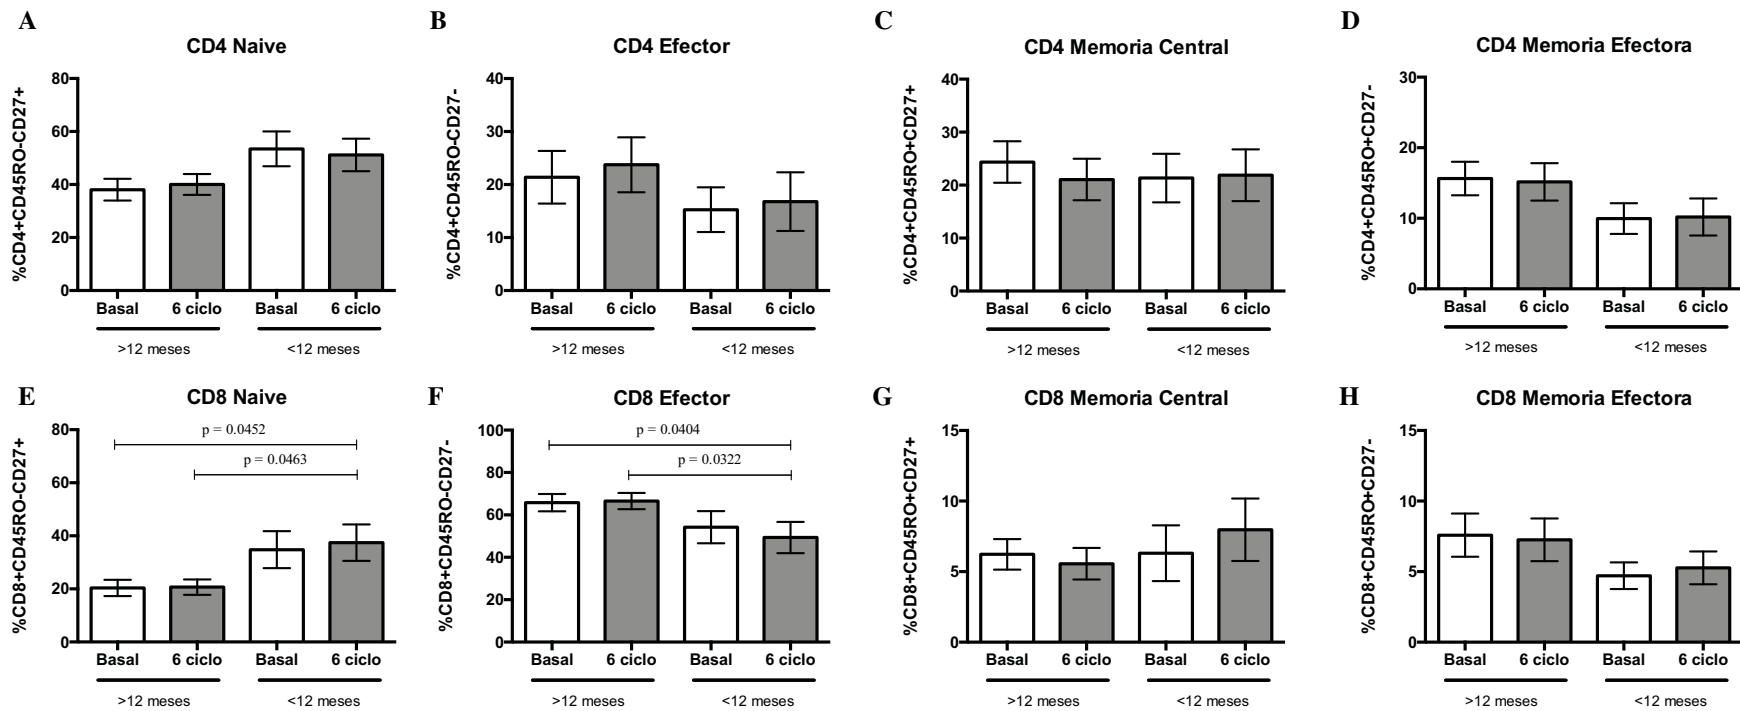 A
CD4 Naive
%CD4+CD45RO-CD27+
80
60
40
20
0
Basal 6 ciclo Basal 6 ciclo
>12 meses <12 meses
B
CD4 Efector
%CD4+CD45RO-CD27-
40
30
20
10
0
Basal 6 ciclo Basal 6 ciclo
>12 meses <12 meses
C
CD4 Memoria Central
%CD4+CD45RO+CD27+
40
30
20
10
0
Basal 6 ciclo Basal 6 ciclo
>12 meses <12 meses
D
CD4 Memoria Efectora
%CD4+CD45RO+CD27-
30
20
10
0
Basal 6 ciclo Basal 6 ciclo
>12 meses <12 meses
E
CD8 Naive
%CD8+CD45RO-CD27+
80
60
40
20
0
p = 0.0452
p = 0.0463
Basal 6 ciclo Basal 6 ciclo
>12 meses <12 meses
F
CD8 Efector
%CD8+CD45RO-CD27-
100
80
60
40
20
0
p = 0.0404
p = 0.0322
Basal 6 ciclo Basal 6 ciclo
>12 meses <12 meses
G
CD8 Memoria Central
%CD8+CD45RO+CD27+
15
10
5
0
Basal 6 ciclo Basal 6 ciclo
>12 meses <12 meses
H
CD8 Memoria Efectora
%CD8+CD45RO+CD27-
15
10
5
0
Basal 6 ciclo Basal 6 ciclo
>12 meses <12 meses